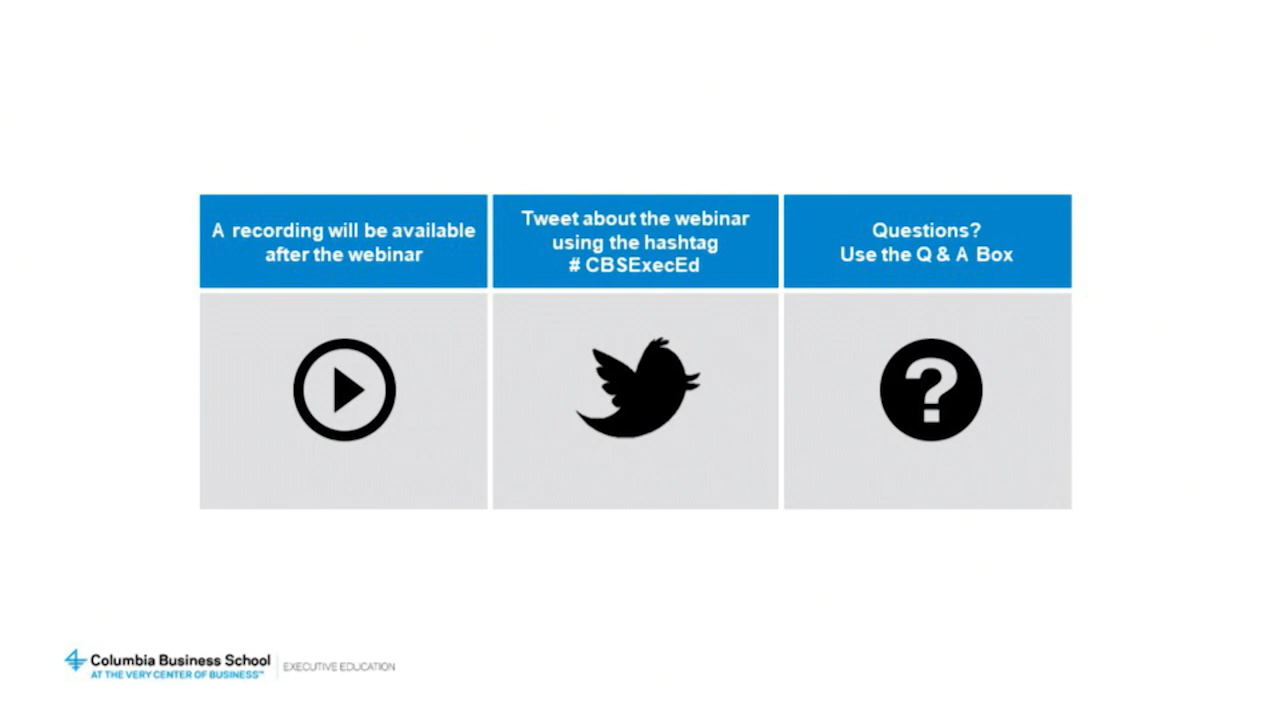 A recording will be available
after the webinar
Tweet about the webinar
using the hashtag
# CBSExecEd
Questions?
Use the Q & A Box
Columbia Business School
AT THE VERY CENTER OF BUSINESS™
EXECUTIVE EDUCATION